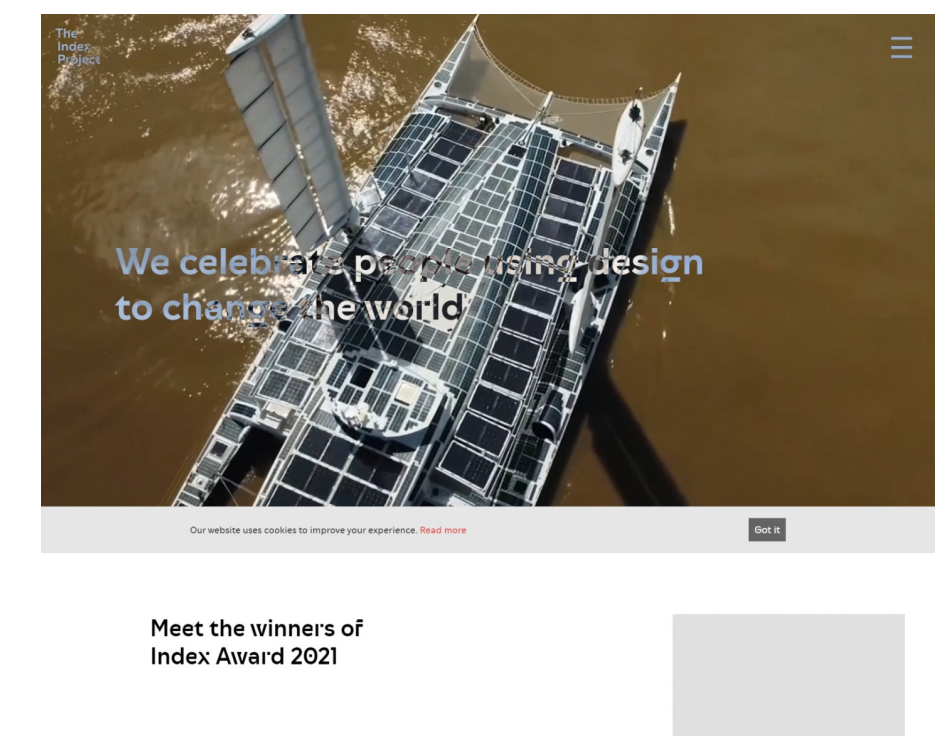 The
Index
Project
We celebrate people using design
to change the world
Our website uses cookies to improve your experience. Read more
Got it
Meet the winners of
Index Award 2021